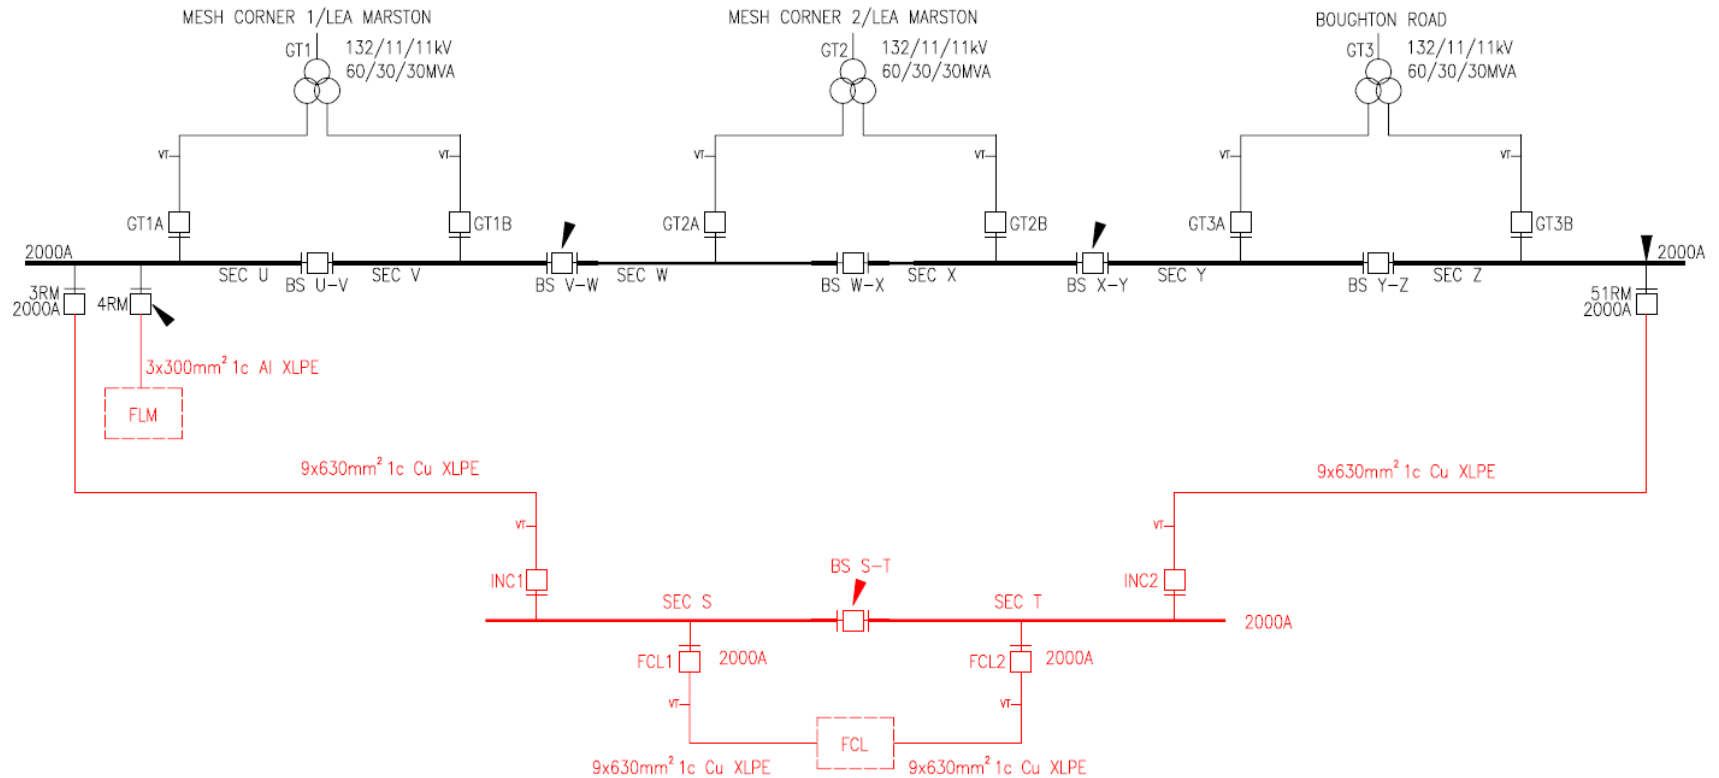 MESH CORNER 1/LEA MARSTON
MESH CORNER 2/LEA MARSTON
BOUGHTON ROAD
GT1
132/11/11kV
60/30/30MVA
GT2
132/11/11kV
60/30/30MVA
GT3
132/11/11kV
60/30/30MVA
VT
VT
VT
VT
VT
VT
GT1A
GT1B
GT2A
GT2B
GT3A
GT3B
2000A
2000A
SEC U
BS U-V
SEC V
BS V-W
SEC W
BS W-X
SEC X
BS X-Y
SEC Y
BS Y-Z
SEC Z
3RM
2000A
4RM
51RM
2000A
3x300mm² 1c Al XLPE
FLM
9x630mm² 1c Cu XLPE
9x630mm² 1c Cu XLPE
VT
VT
INC1
BS S-T
INC2
SEC S
SEC T
2000A
FCL1
2000A
FCL2
2000A
VT
VT
FCL
9x630mm² 1c Cu XLPE
9x630mm² 1c Cu XLPE